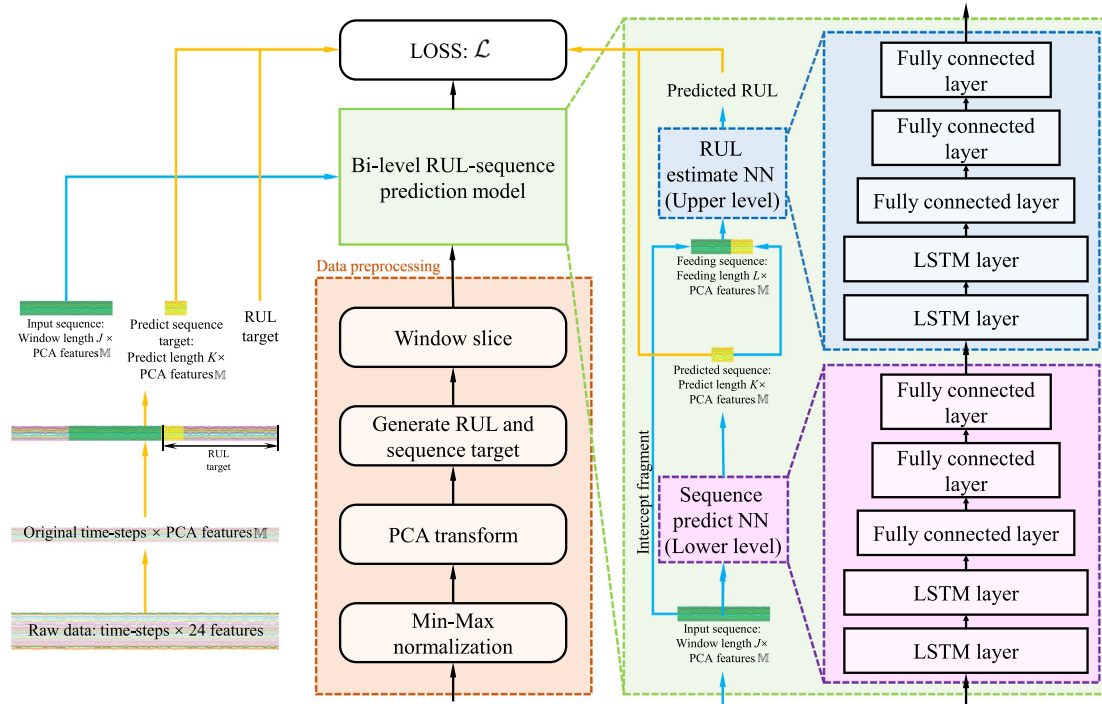 LOSS: ℒ
Bi-level RUL-sequence
prediction model
Data preprocessing
Window slice
Generate RUL and
sequence target
PCA transform
Min-Max
normalization
Input sequence:
Window length J ×
PCA features 𝕄
Predict sequence
target:
Predict length K×
PCA features 𝕄
RUL
target
RUL
target
Original time-steps × PCA features 𝕄
Raw data: time-steps × 24 features
Predicted RUL
RUL
estimate NN
(Upper level)
Feeding sequence:
Feeding length L×
PCA features 𝕄
Predicted sequence:
Predict length K×
PCA features 𝕄
Intercept fragment
Sequence
predict NN
(Lower level)
Input sequence:
Window length J×
PCA features 𝕄
Fully connected
layer
Fully connected
layer
Fully connected layer
LSTM layer
LSTM layer
Fully connected
layer
Fully connected
layer
Fully connected layer
LSTM layer
LSTM layer